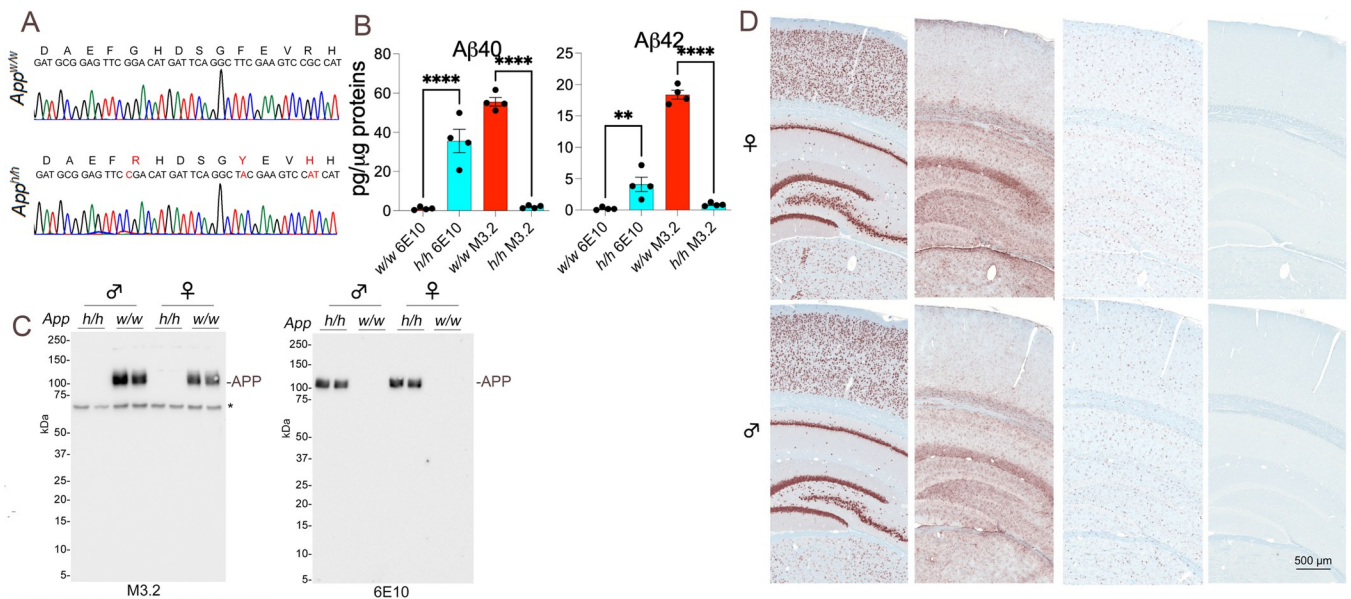 A
App^w/w
D A E F G H D S G F E V R H
GAT GCG GAG TTC GGA CAT GAT TCA GGC TTC GAA GTC CGC CAT
App^h/h
D A E F R H D S G Y E V H H
GAT GCG GAG TTC CGA CAT GAT TCA GGC TAC GAA GTC CAT CAT
B
Aβ40
pg/μg proteins
80
60
40
20
0
****
****
w/w 6E10
h/h 6E10
w/w M3.2
h/h M3.2
Aβ42
25
20
15
10
5
0
**
****
w/w 6E10
h/h 6E10
w/w M3.2
h/h M3.2
C
♂ ♀
App h/h w/w h/h w/w
250-
150-
100-
75-
50-
37-
25-
20-
15-
10-
5-
kDa
-APP
*
M3.2
♂ ♀
App h/h w/w h/h w/w
250-
150-
100-
75-
50-
37-
25-
20-
15-
10-
5-
kDa
-APP
6E10
D
♀
♂
500 μm